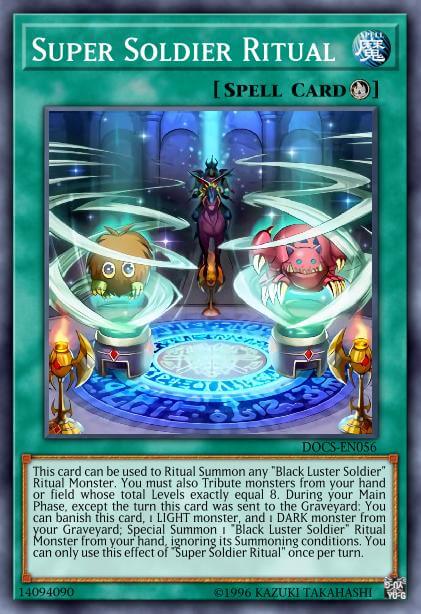 SUPER SOLDIER RITUAL
SPELL
魔
[SPELL CARD]
DOCS-EN056
This card can be used to Ritual Summon any "Black Luster Soldier"
Ritual Monster. You must also Tribute monsters from your hand
or field whose total Levels exactly equal 8. During your Main
Phase, except the turn this card was sent to the Graveyard: You
can banish this card, 1 LIGHT monster, and 1 DARK monster from
your Graveyard; Special Summon 1 "Black Luster Soldier" Ritual
Monster from your hand, ignoring its Summoning conditions. You
can only use this effect of "Super Soldier Ritual" once per turn.
14094090
©1996 KAZUKI TAKAHASHI